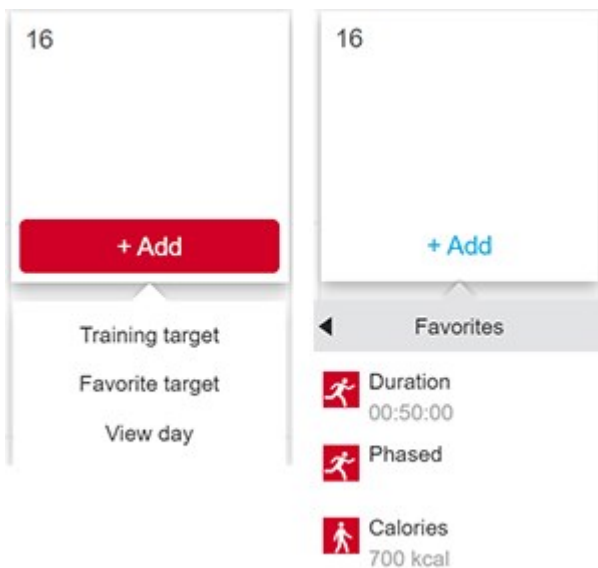 16
+ Add
Training target
Favorite target
View day
16
+ Add
Favorites
Duration
00:50:00
Phased
Calories
700 kcal